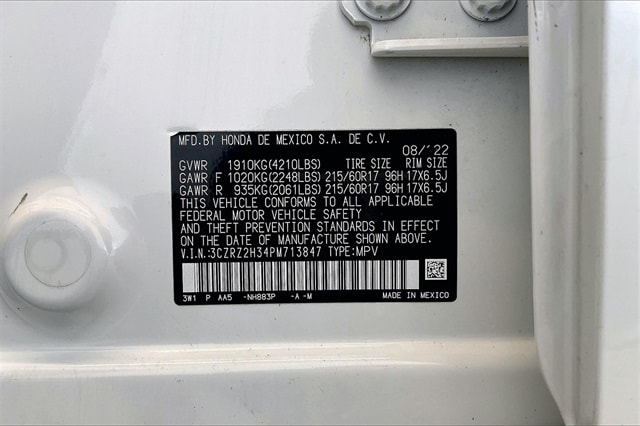 MFD.BY HONDA DE MEXICO S.A. DE C.V.
08/'22
GVWR 1910KG(4210LBS) TIRE SIZE RIM SIZE
GAWR F 1020KG(2248LBS) 215/60R17 96H 17X6.5J
GAWR R 935KG(2061LBS) 215/60R17 96H 17X6.5J
THIS VEHICLE CONFORMS TO ALL APPLICABLE
FEDERAL MOTOR VEHICLE SAFETY
AND THEFT PREVENTION STANDARDS IN EFFECT
ON THE DATE OF MANUFACTURE SHOWN ABOVE.
V.I.N.:3CZRZ2H34PM713847 TYPE:MPV
3W1 P AA5 -NH883P -A -M MADE IN MEXICO